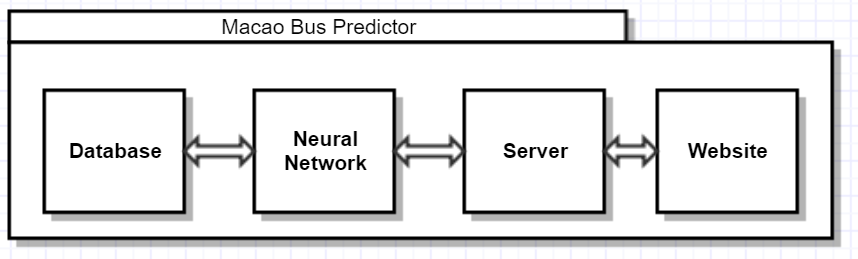 Macao Bus Predictor
Database
Neural
Network
Server
Website